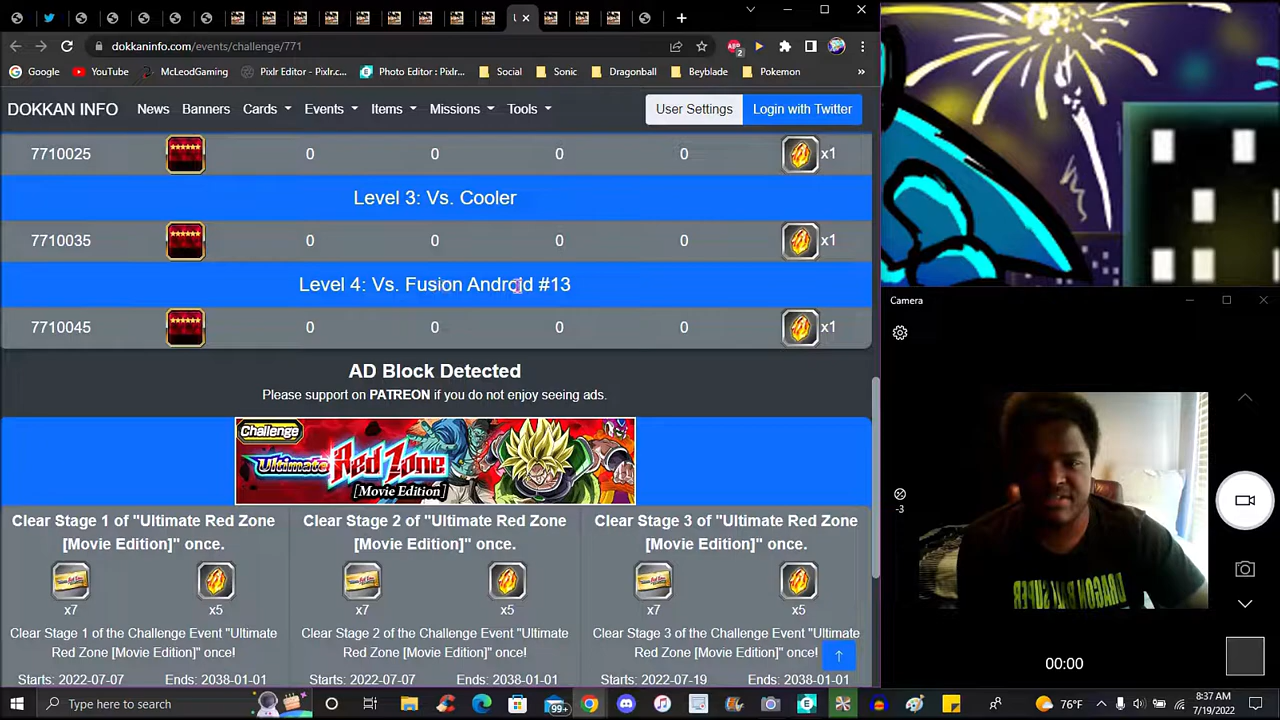 dokkaninfo.com/events/challenge/771
2
Google YouTube McLeodGaming Pixlr Editor - Pixlr.c... Photo Editor : Pixlr... Social Sonic Dragonball Beyblade Pokemon »
DOKKAN INFO News Banners Cards Events Items Missions Tools User Settings Login with Twitter
7710025 0 0 0 0 x1
Level 3: Vs. Cooler
7710035 0 0 0 0 x1
Level 4: Vs. Fusion Android #13
7710045 0 0 0 0 x1
AD Block Detected
Please support on PATREON if you do not enjoy seeing ads.
Challenge
Ultimate Red Zone
[Movie Edition]
Clear Stage 1 of "Ultimate Red Zone [Movie Edition]" once.
x7 x5
Clear Stage 1 of the Challenge Event "Ultimate Red Zone [Movie Edition]" once!
Starts: 2022-07-07 Ends: 2038-01-01
Clear Stage 2 of "Ultimate Red Zone [Movie Edition]" once.
x7 x5
Clear Stage 2 of the Challenge Event "Ultimate Red Zone [Movie Edition]" once!
Starts: 2022-07-07 Ends: 2038-01-01
Clear Stage 3 of "Ultimate Red Zone [Movie Edition]" once.
x7 x5
Clear Stage 3 of the Challenge Event "Ultimate Red Zone [Movie Edition]" once!
Starts: 2022-07-19 Ends: 2038-01-01
Camera
-3
DRAGON BALL SUPER
00:00
Type here to search
99+
76°F
8:37 AM
7/19/2022